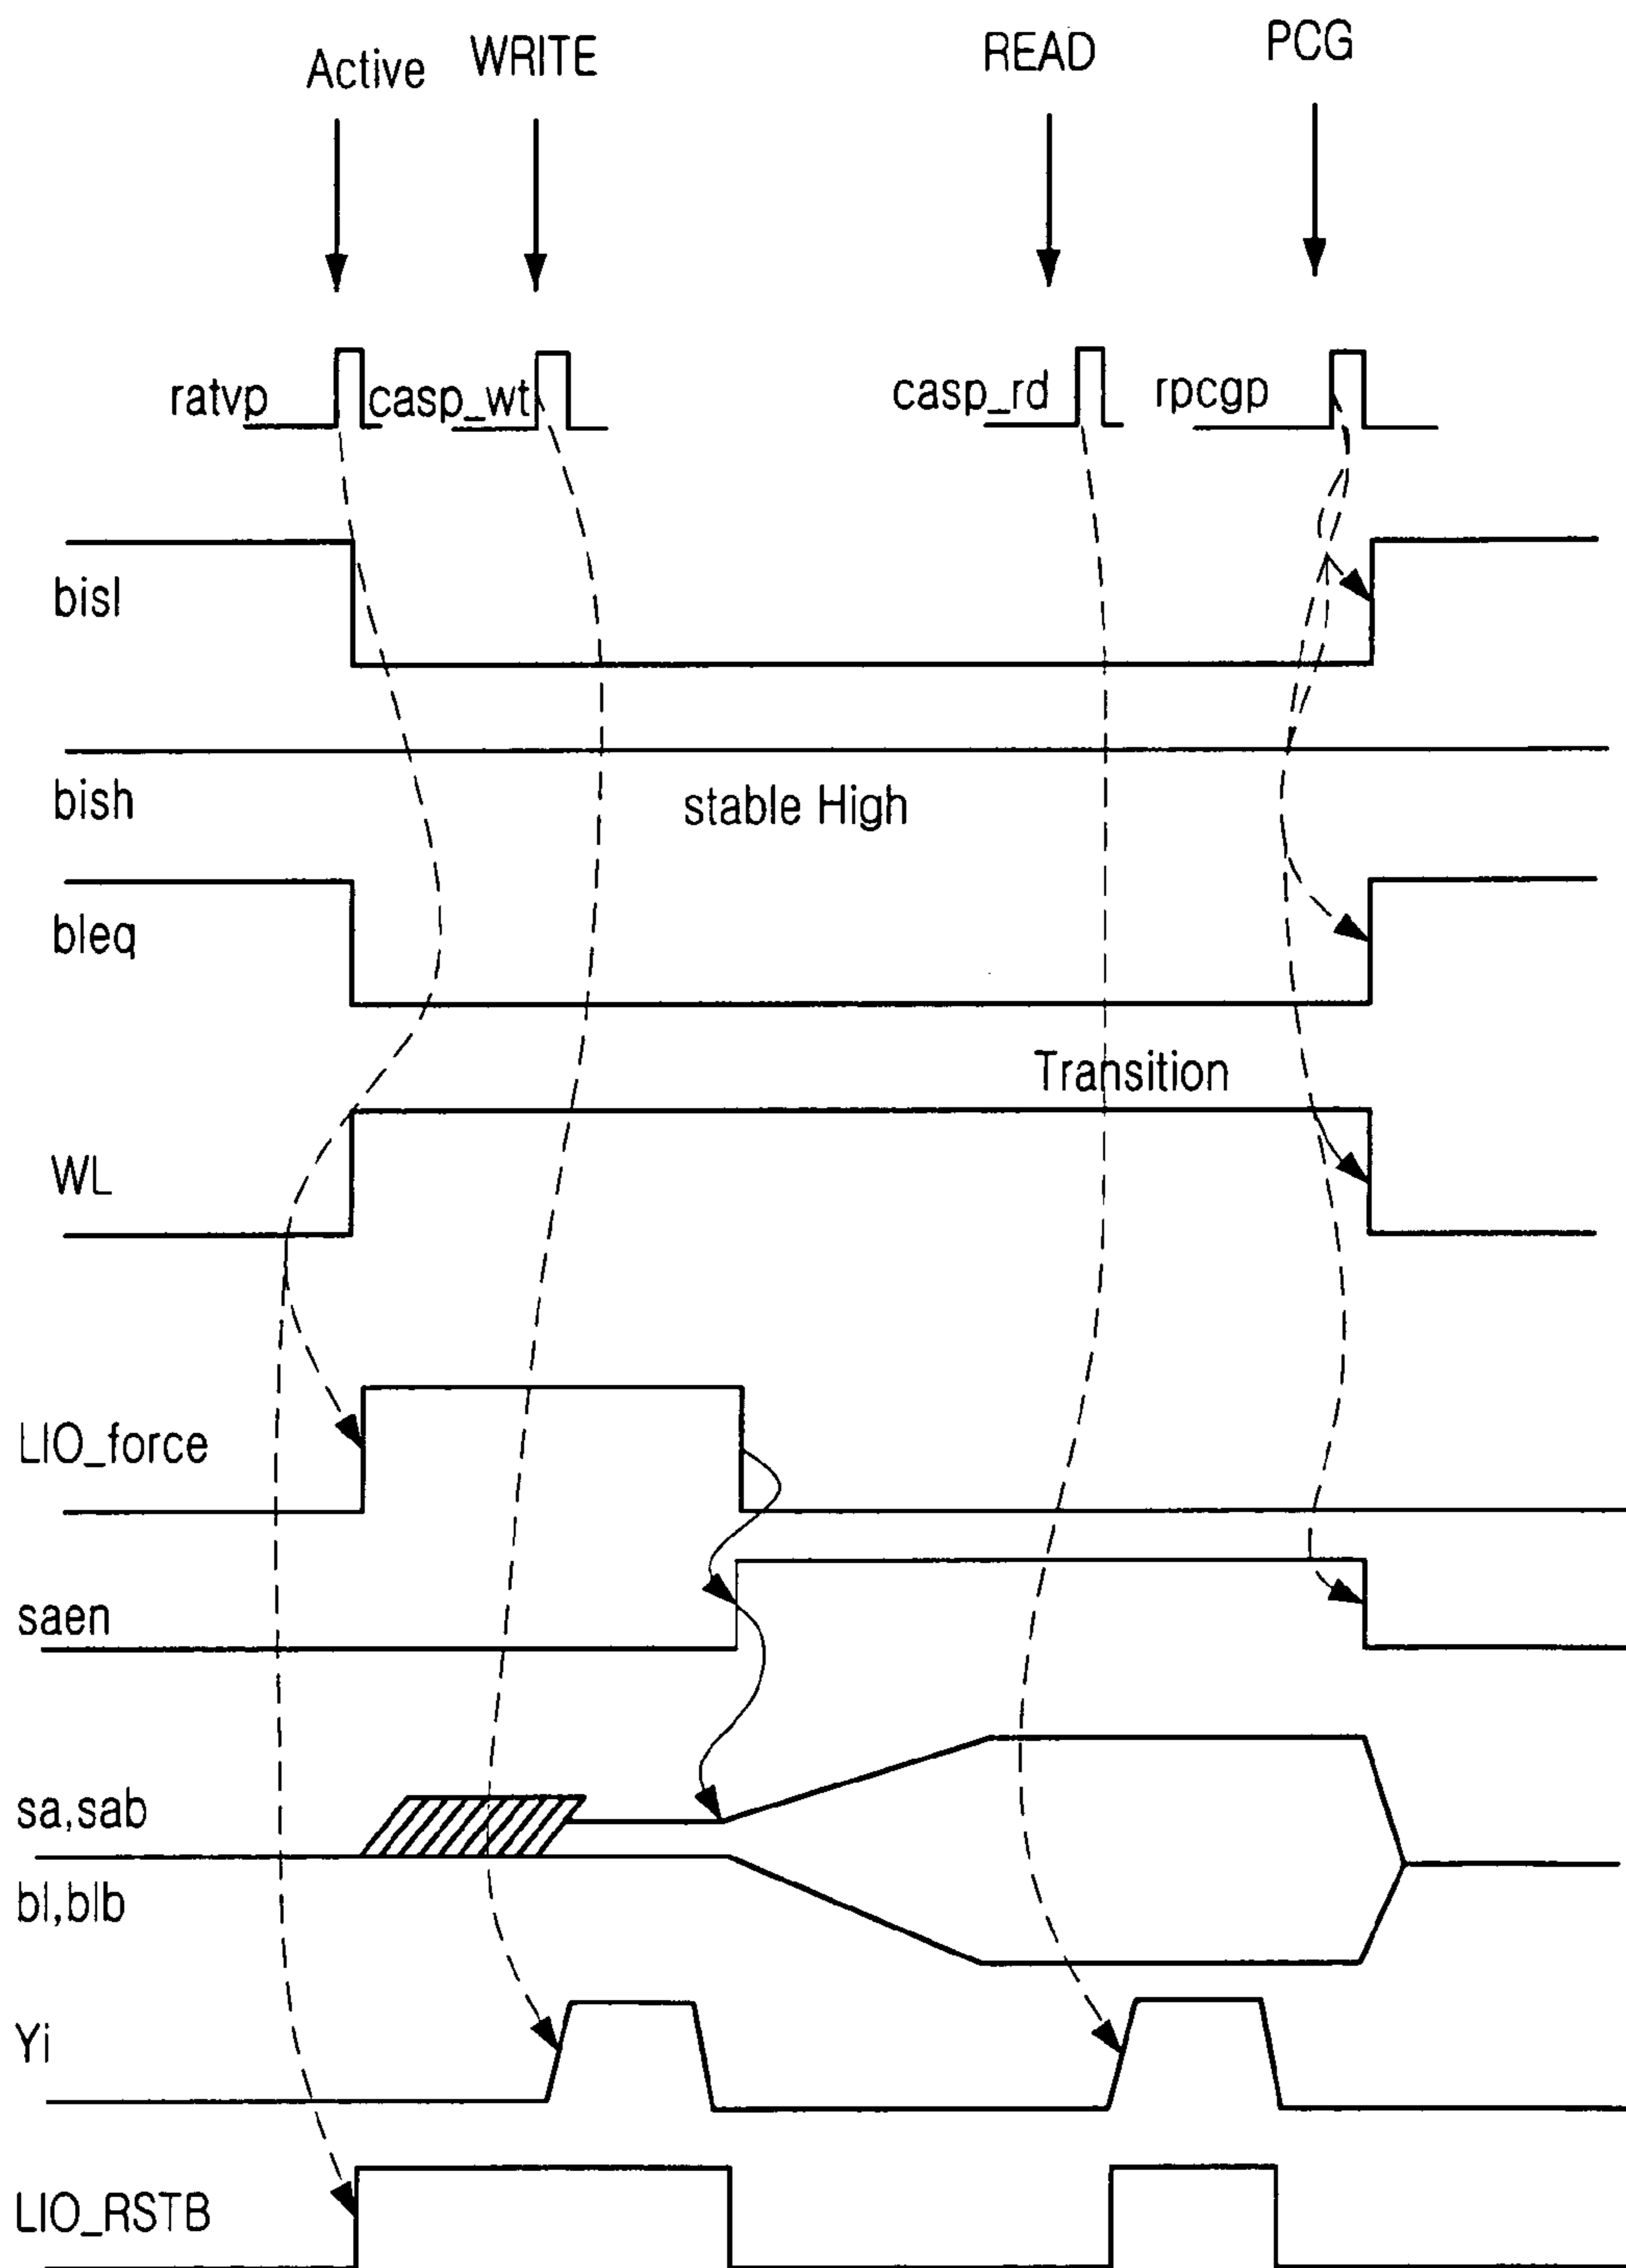 Active
WRITE
READ
PCG
ratvp
casp_wt
casp_rd
rpcgp
bisl
bish
stable High
bleq
Transition
WL
LIO_force
saen
sa,sab
bl,blb
Yi
LIO_RSTB